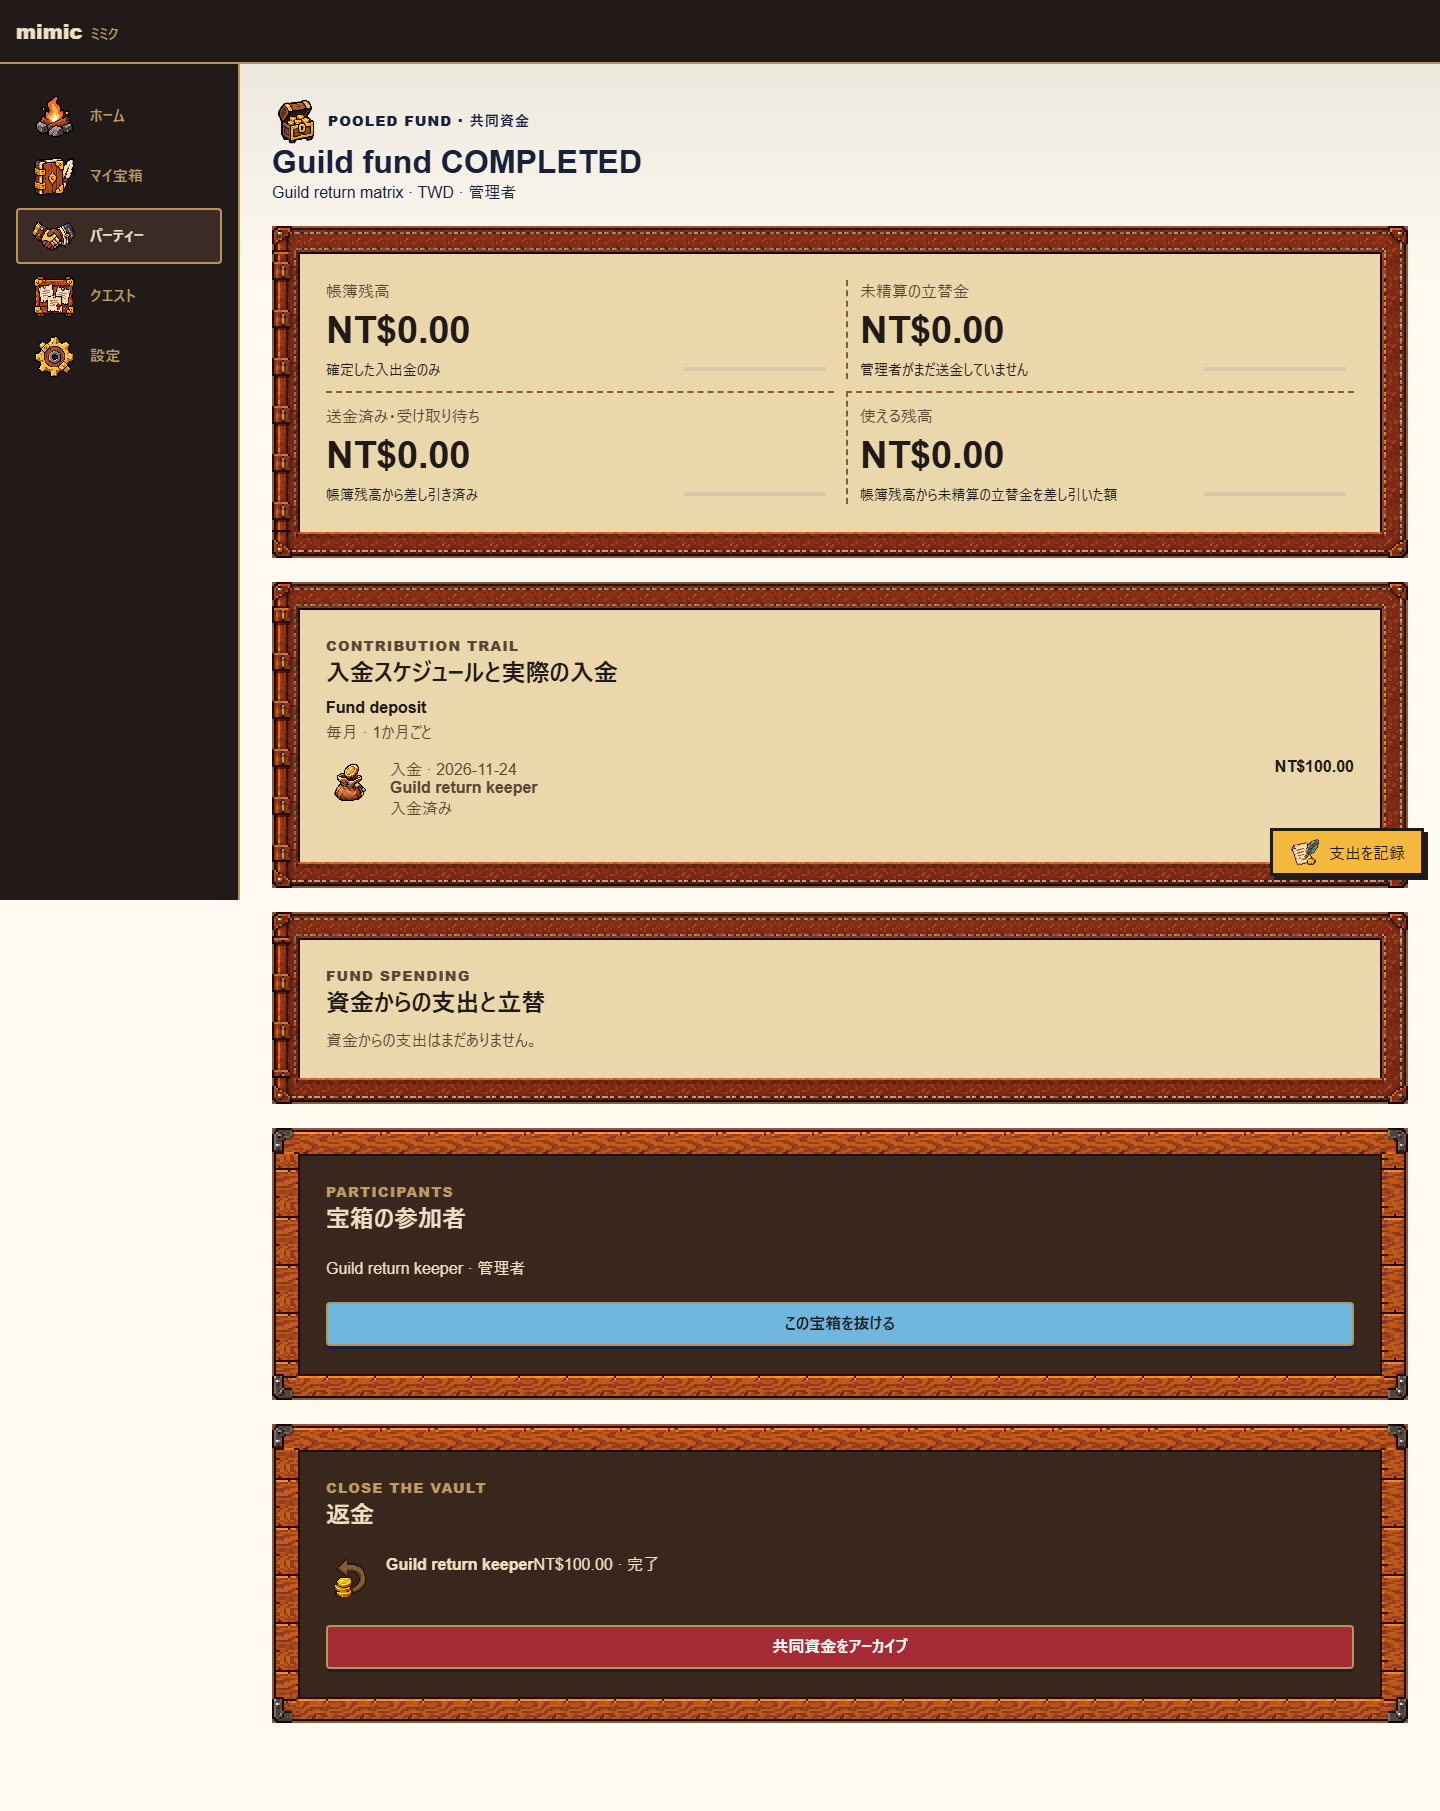 mimic ミミク
ホーム
マイ宝箱
パーティー
クエスト
設定
POOLED FUND · 共同資金
Guild fund COMPLETED
Guild return matrix · TWD · 管理者
帳簿残高
NT$0.00
確定した入出金のみ
未精算の立替金
NT$0.00
管理者がまだ送金していません
送金済み・受け取り待ち
NT$0.00
帳簿残高から差し引き済み
使える残高
NT$0.00
帳簿残高から未精算の立替金を差し引いた額
CONTRIBUTION TRAIL
入金スケジュールと実際の入金
Fund deposit
毎月 · 1か月ごと
入金 · 2026-11-24
Guild return keeper
入金済み
NT$100.00
支出を記録
FUND SPENDING
資金からの支出と立替
資金からの支出はまだありません。
PARTICIPANTS
宝箱の参加者
Guild return keeper · 管理者
この宝箱を抜ける
CLOSE THE VAULT
返金
Guild return keeperNT$100.00 · 完了
共同資金をアーカイブ